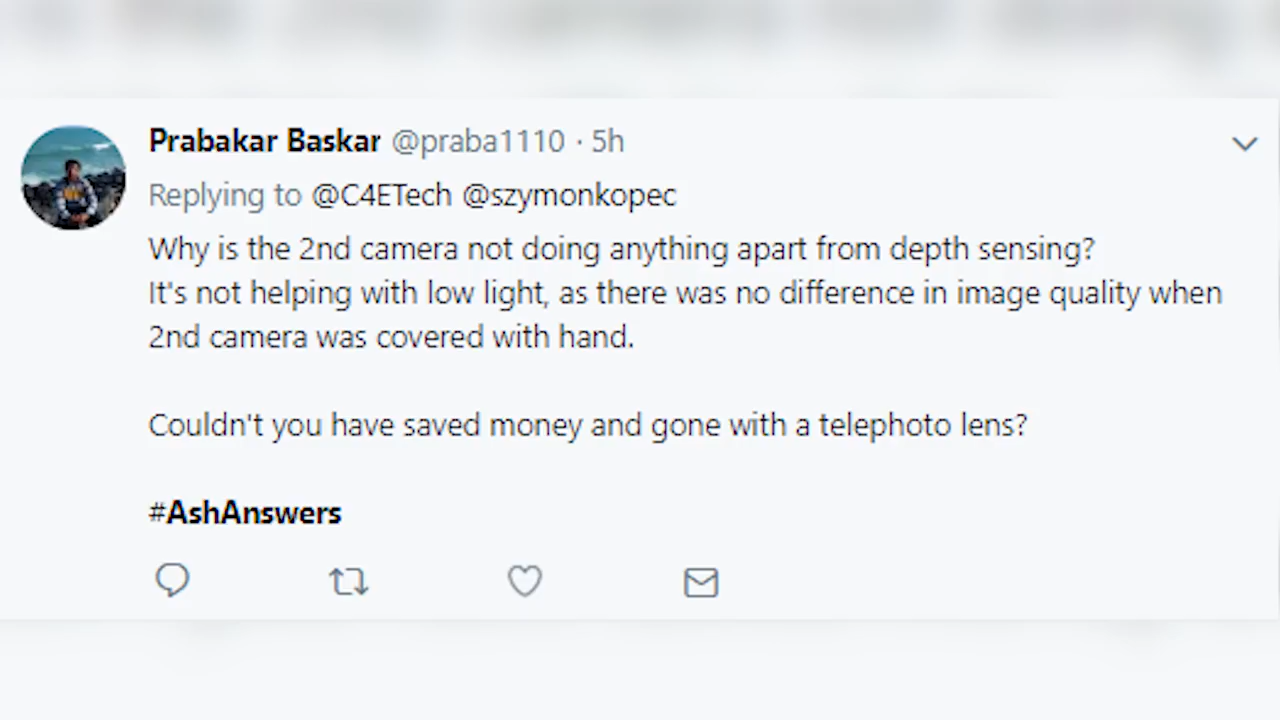 Prabakar Baskar @praba1110 · 5h
Replying to @C4ETech @szymonkopec
Why is the 2nd camera not doing anything apart from depth sensing?
It's not helping with low light, as there was no difference in image quality when
2nd camera was covered with hand.
Couldn't you have saved money and gone with a telephoto lens?
#AshAnswers